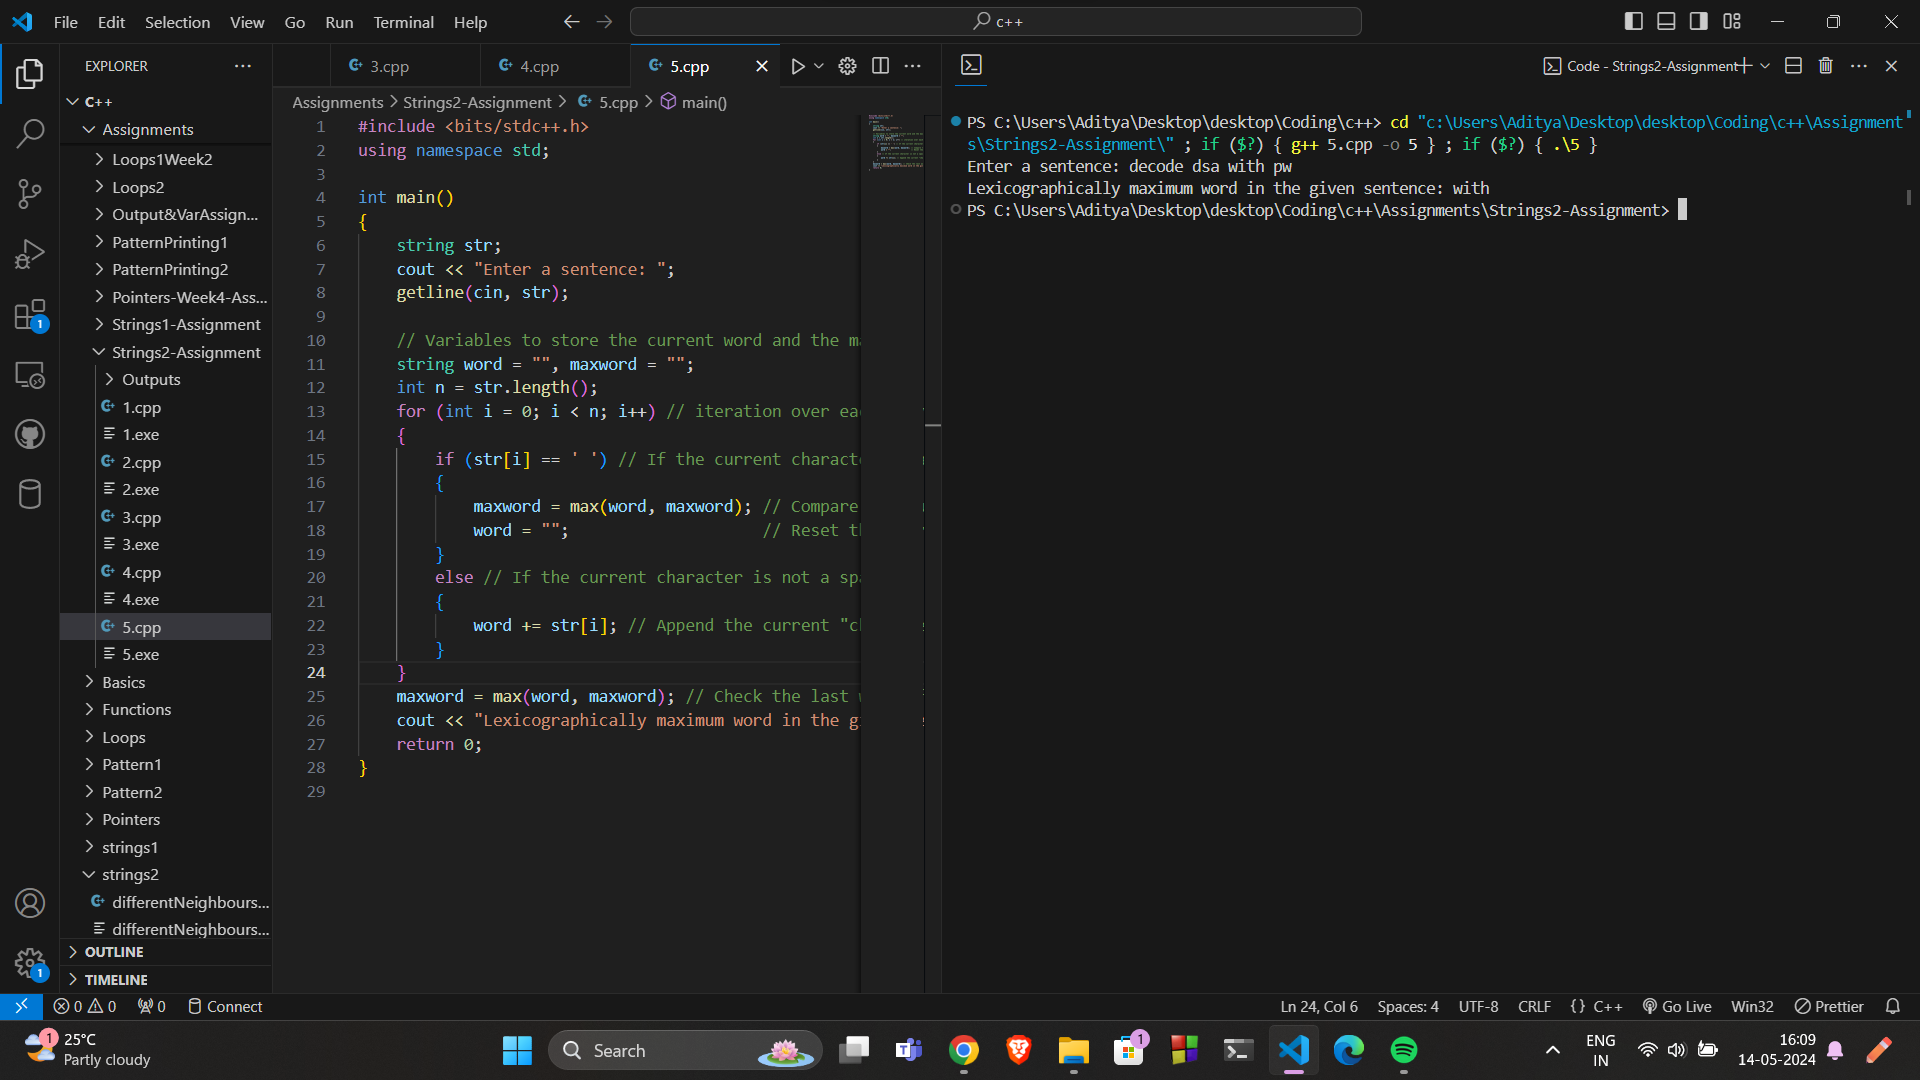 File Edit Selection View Go Run Terminal Help
c++
EXPLORER
C++
Assignments
Loops1Week2
Loops2
Output&VarAssign...
PatternPrinting1
PatternPrinting2
Pointers-Week4-Ass...
Strings1-Assignment
Strings2-Assignment
Outputs
1.cpp
1.exe
2.cpp
2.exe
3.cpp
3.exe
4.cpp
4.exe
5.cpp
5.exe
Basics
Functions
Loops
Pattern1
Pattern2
Pointers
strings1
strings2
differentNeighbours...
differentNeighbours...
OUTLINE
TIMELINE
3.cpp 4.cpp 5.cpp
Assignments > Strings2-Assignment > 5.cpp > main()
1 #include <bits/stdc++.h>
2 using namespace std;
3
4 int main()
5 {
6 string str;
7 cout << "Enter a sentence: ";
8 getline(cin, str);
9
10 // Variables to store the current word and the m
11 string word = "", maxword = "";
12 int n = str.length();
13 for (int i = 0; i < n; i++) // iteration over ea
14 {
15 if (str[i] == ' ') // If the current charact
16 {
17 maxword = max(word, maxword); // Compare
18 word = ""; // Reset t
19 }
20 else // If the current character is not a sp
21 {
22 word += str[i]; // Append the current "c
23 }
24 }
25 maxword = max(word, maxword); // Check the last
26 cout << "Lexicographically maximum word in the g
27 return 0;
28 }
29
Code - Strings2-Assignment
PS C:\Users\Aditya\Desktop\desktop\Coding\c++> cd "c:\Users\Aditya\Desktop\desktop\Coding\c++\Assignment
s\Strings2-Assignment\" ; if ($?) { g++ 5.cpp -o 5 } ; if ($?) { .\5 }
Enter a sentence: decode dsa with pw
Lexicographically maximum word in the given sentence: with
PS C:\Users\Aditya\Desktop\desktop\Coding\c++\Assignments\Strings2-Assignment>
1
1
0 0 0 Connect
Ln 24, Col 6 Spaces: 4 UTF-8 CRLF {} C++ Go Live Win32 Prettier
1
25°C
Partly cloudy
Search
1
ENG
IN
16:09
14-05-2024